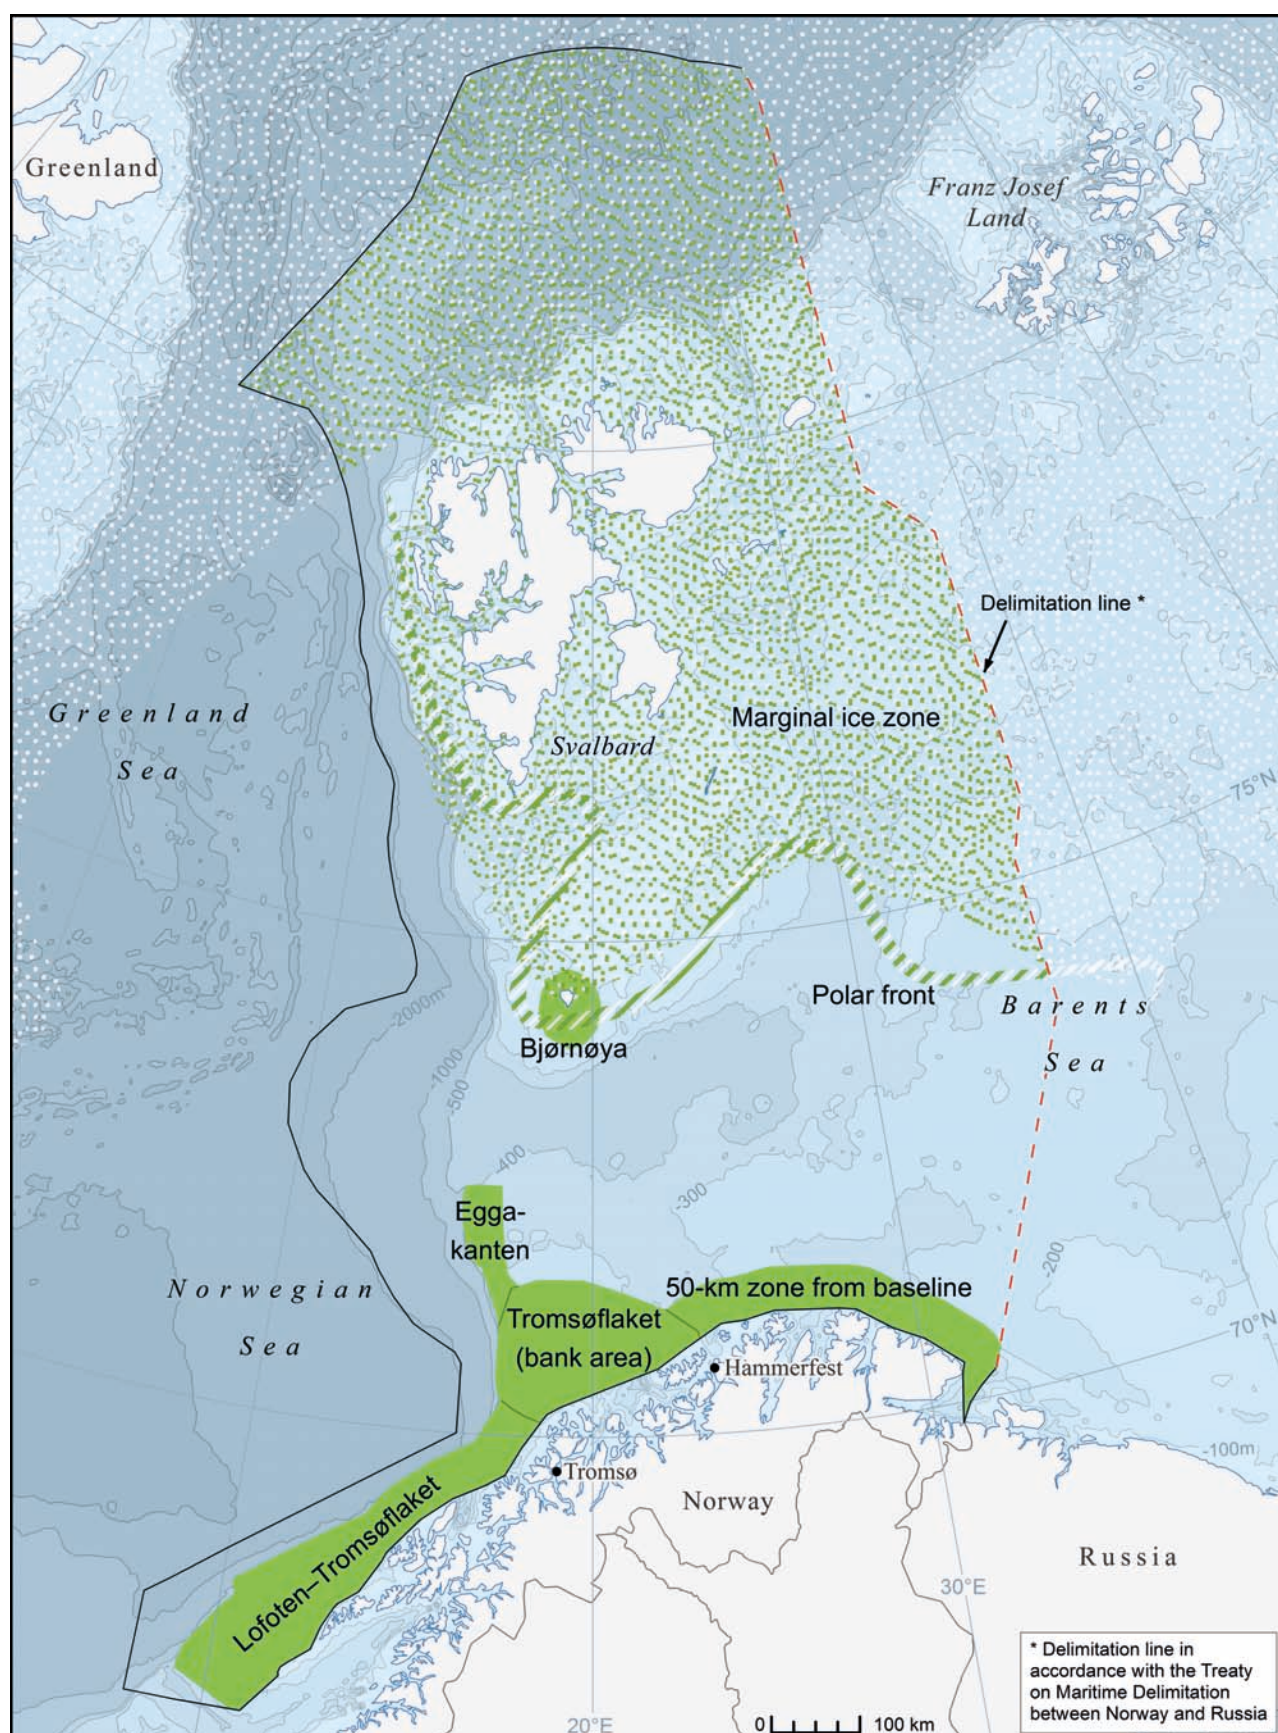 Greenland
Franz Josef
Land
Delimitation line *
Greenland
Sea
Marginal ice zone
Svalbard
75°N
Polar front
Barents
Sea
Bjørnøya
-2000m
-1000
-500
-400
-300
-200
Egga-
kanten
Norwegian
Sea
50-km zone from baseline
Tromsøflaket
(bank area)
70°N
Hammerfest
-100m
Tromsø
Lofoten–Tromsøflaket
Norway
Russia
30°E
20°E
0 100 km
* Delimitation line in
accordance with the Treaty
on Maritime Delimitation
between Norway and Russia